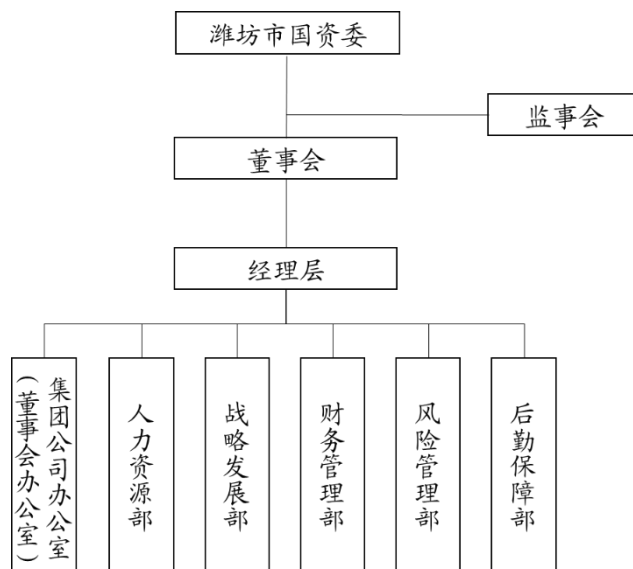 潍坊市国资委
监事会
董事会
经理层
集团公司办公室
(董事会办公室)
人力资源部
战略发展部
财务管理部
风险管理部
后勤保障部